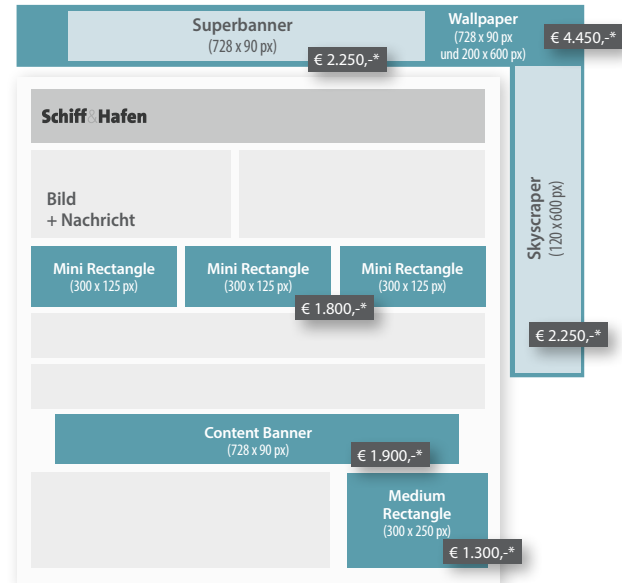 Superbanner
(728 x 90 px)
€ 2.250,-*
Wallpaper
(728 x 90 px
und 200 x 600 px)
€ 4.450,-*
Schiff&Hafen
Skyscraper
(120 x 600 px)
€ 2.250,-*
Bild
+ Nachricht
Mini Rectangle
(300 x 125 px)
Mini Rectangle
(300 x 125 px)
Mini Rectangle
(300 x 125 px)
€ 1.800,-*
Content Banner
(728 x 90 px)
€ 1.900,-*
Medium
Rectangle
(300 x 250 px)
€ 1.300,-*